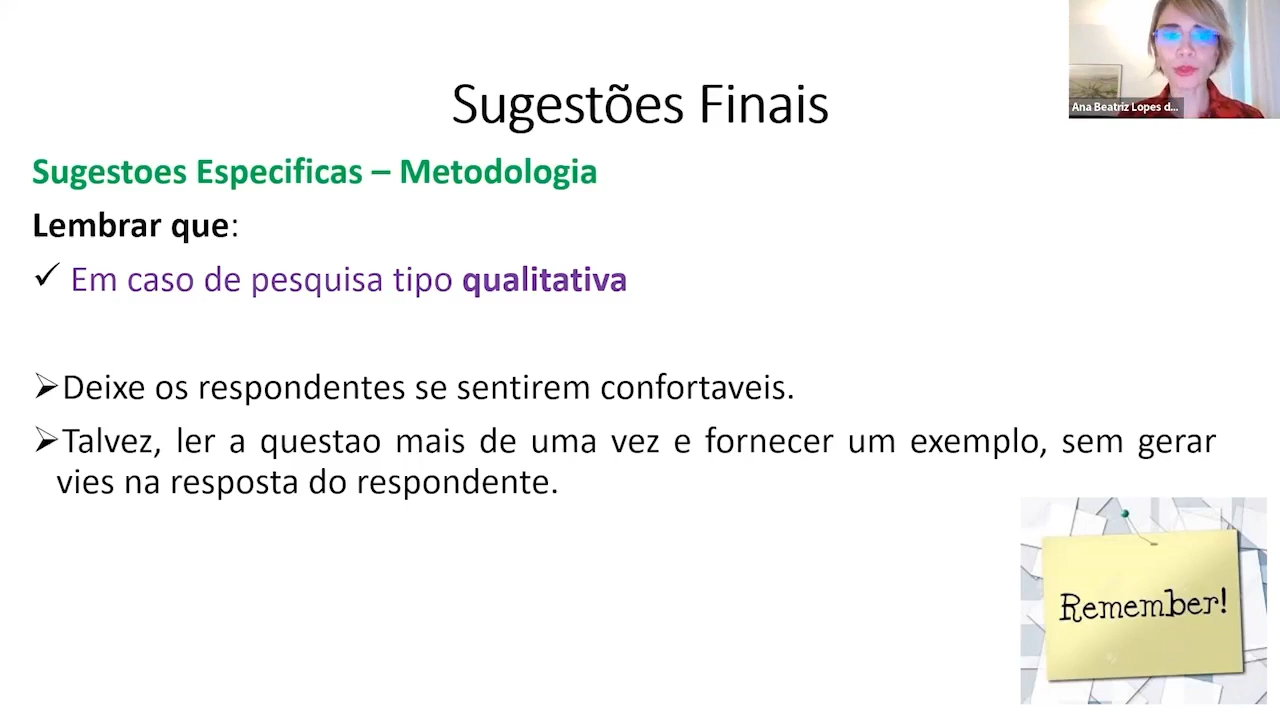 Sugestões Finais
Ana Beatriz Lopes d...
Sugestoes Especificas – Metodologia
Lembrar que:
✓ Em caso de pesquisa tipo qualitativa
➢Deixe os respondentes se sentirem confortaveis.
➢Talvez, ler a questao mais de uma vez e fornecer um exemplo, sem gerar
vies na resposta do respondente.
Remember!